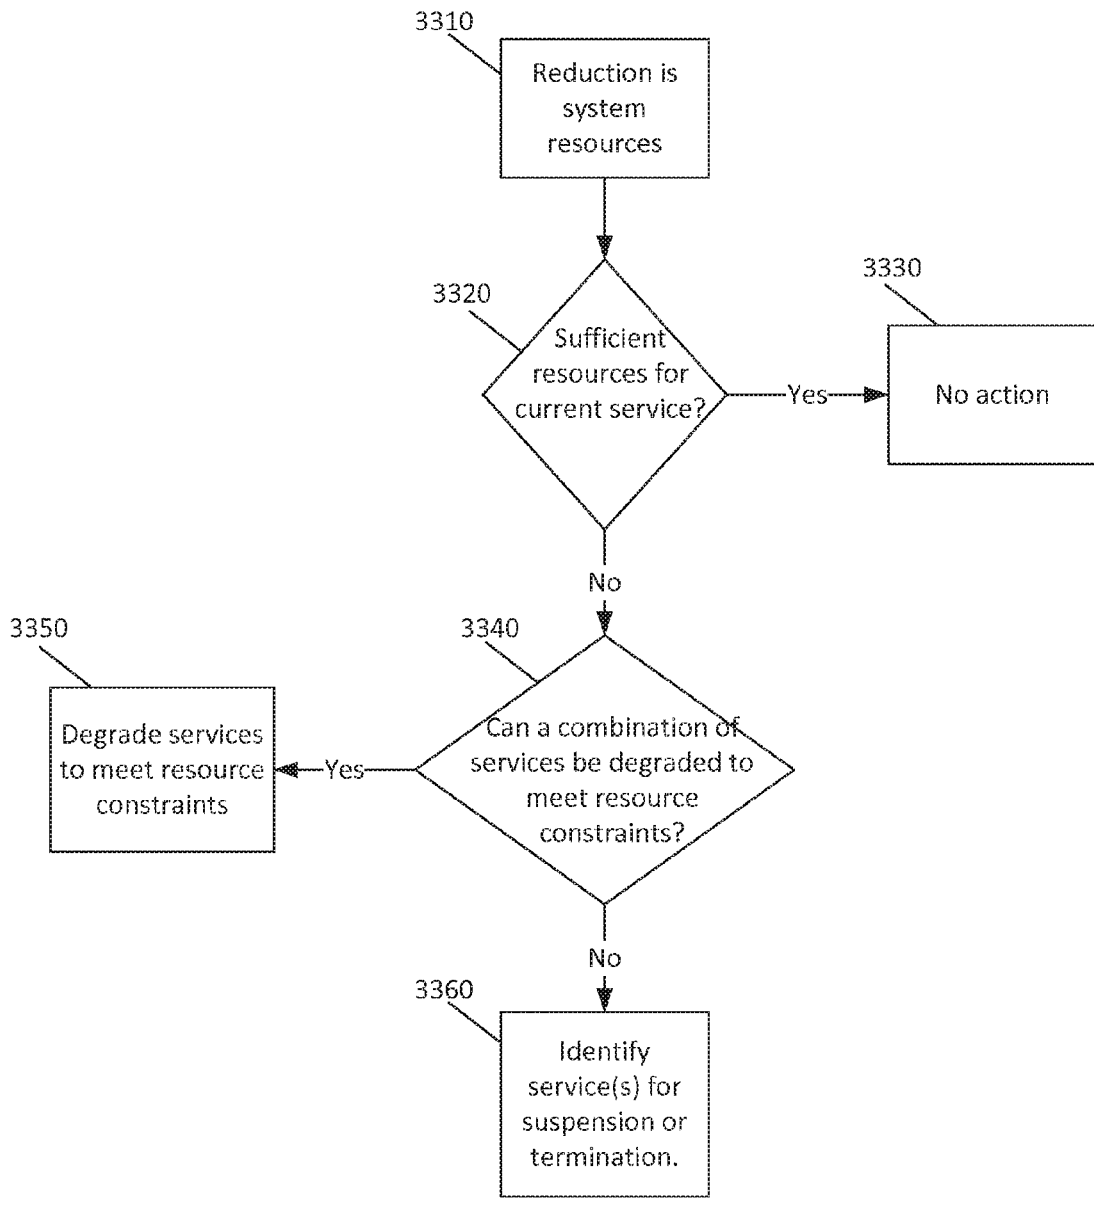 3310
Reduction is
system
resources
3320
Sufficient
resources for
current service?
Yes
3330
No action
No
3340
Can a combination of
services be degraded to
meet resource
constraints?
Yes
3350
Degrade services
to meet resource
constraints
No
3360
Identify
service(s) for
suspension or
termination.